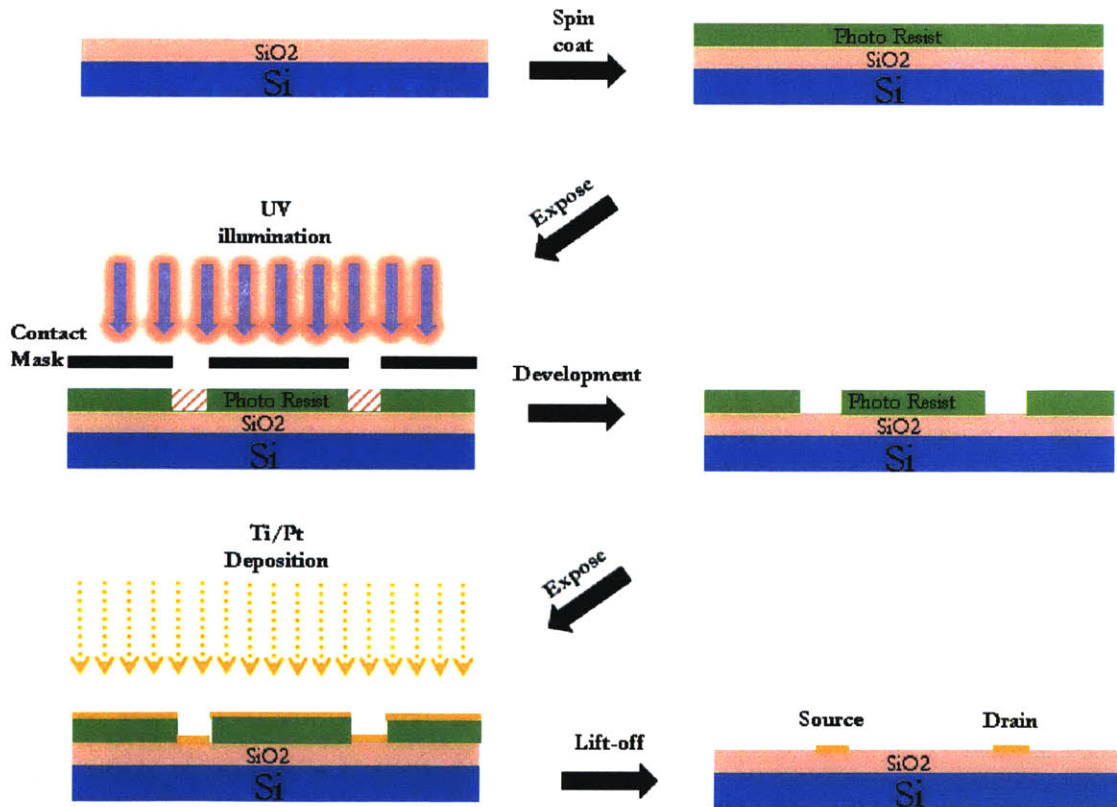 SiO2
Si
Spin
coat
Photo Resist
SiO2
Si
Expose
UV
illumination
Contact
Mask
Photo Resist
SiO2
Si
Development
Photo Resist
SiO2
Si
Expose
Ti/Pt
Deposition
SiO2
Si
Lift-off
Source
Drain
SiO2
Si